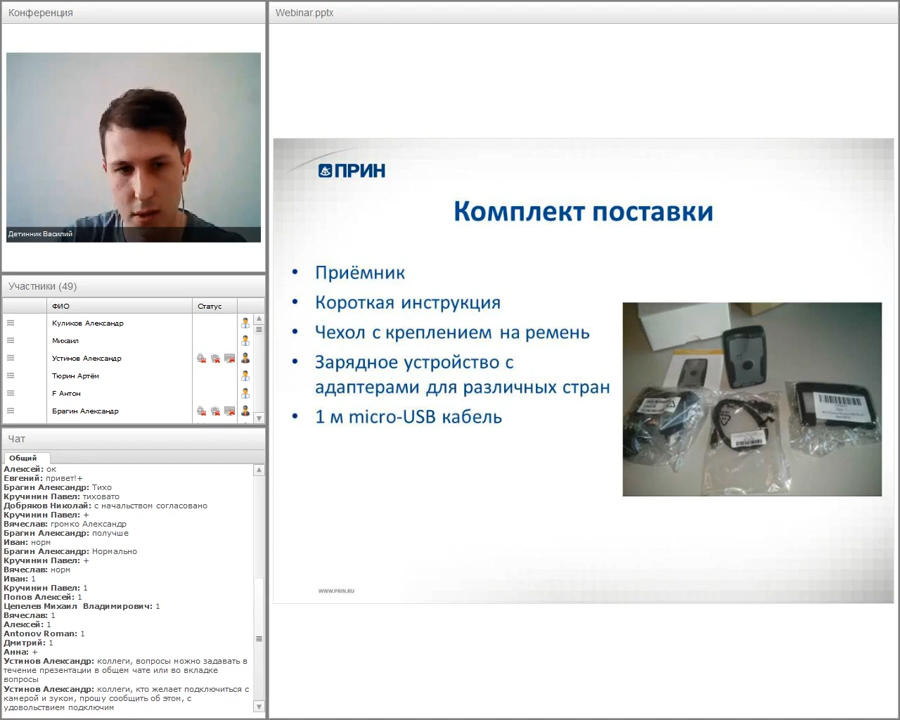 Конференция
Детинник Василий
Участники (49)
ФИО
Статус
Куликов Александр
Михаил
Устинов Александр
Тюрин Артём
F Антон
Брагин Александр
Чат
Общий
Алексей: ок
Евгений: привет!+
Брагин Александр: Тихо
Кручинин Павел: тиховато
Добряков Николай: с начальством согласовано
Кручинин Павел: +
Вячеслав: громко Александр
Брагин Александр: получше
Иван: норм
Брагин Александр: Нормально
Кручинин Павел: +
Вячеслав: норм
Иван: 1
Кручинин Павел: 1
Попов Алексей: 1
Цепелев Михаил Владимирович: 1
Вячеслав: 1
Алексей: 1
Antonov Roman: 1
Дмитрий: 1
Анна: +
Устинов Александр: коллеги, вопросы можно задавать в
течение презентации в общем чате или во вкладке
вопросы
Устинов Александр: коллеги, кто желает подключиться с
камерой и зуком, прошу сообщить об этом, с
удовольствием подключим
Webinar.pptx
ПРИН
Комплект поставки
• Приёмник
• Короткая инструкция
• Чехол с креплением на ремень
• Зарядное устройство с
адаптерами для различных стран
• 1 м micro-USB кабель
WWW.PRIN.RU